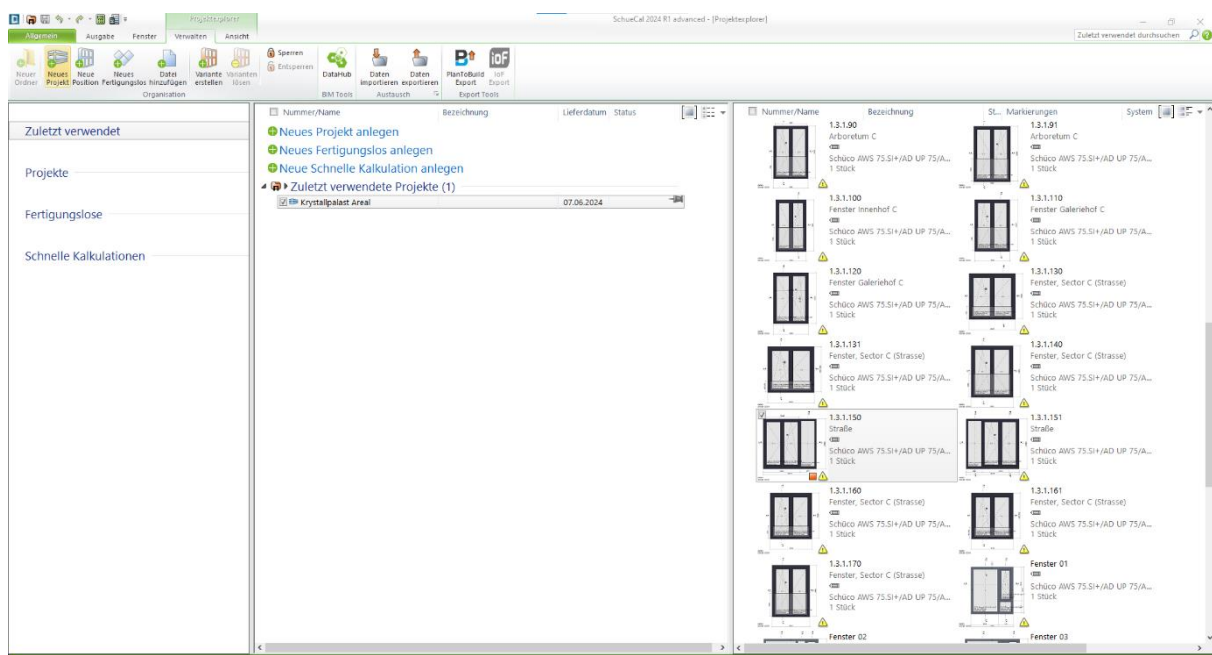 Projektexplorer
SchueCal 2024 R1 advanced - [Projektexplorer]
Allgemein Ausgabe Fenster Verwalten Ansicht
Zuletzt verwendet durchsuchen
Neuer Ordner
Neues Projekt
Neue Position
Neues Fertigungslos
Datei hinzufügen
Variante erstellen
Varianten lösen
Sperren
Entsperren
DataHub
Daten importieren
Daten exportieren
PlanToBuild Export
IoF Export
Organisation
BIM Tools
Austausch
Export Tools
Zuletzt verwendet
Projekte
Fertigungslose
Schnelle Kalkulationen
Nummer/Name Bezeichnung Lieferdatum Status
Neues Projekt anlegen
Neues Fertigungslos anlegen
Neue Schnelle Kalkulation anlegen
Zuletzt verwendete Projekte (1)
Krystallpalast Areal 07.06.2024
Nummer/Name Bezeichnung St... Markierungen System
1.3.1.90
Arboretum C
Schüco AWS 75.SI+/AD UP 75/A...
1 Stück
1.3.1.91
Arboretum C
Schüco AWS 75.SI+/AD UP 75/A...
1 Stück
1.3.1.100
Fenster Innenhof C
Schüco AWS 75.SI+/AD UP 75/A...
1 Stück
1.3.1.110
Fenster Galeriehof C
Schüco AWS 75.SI+/AD UP 75/A...
1 Stück
1.3.1.120
Fenster Galeriehof C
Schüco AWS 75.SI+/AD UP 75/A...
1 Stück
1.3.1.130
Fenster, Sector C (Strasse)
Schüco AWS 75.SI+/AD UP 75/A...
1 Stück
1.3.1.131
Fenster, Sector C (Strasse)
Schüco AWS 75.SI+/AD UP 75/A...
1 Stück
1.3.1.140
Fenster, Sector C (Strasse)
Schüco AWS 75.SI+/AD UP 75/A...
1 Stück
1.3.1.150
Straße
Schüco AWS 75.SI+/AD UP 75/A...
1 Stück
1.3.1.151
Straße
Schüco AWS 75.SI+/AD UP 75/A...
1 Stück
1.3.1.160
Fenster, Sector C (Strasse)
Schüco AWS 75.SI+/AD UP 75/A...
1 Stück
1.3.1.161
Fenster, Sector C (Strasse)
Schüco AWS 75.SI+/AD UP 75/A...
1 Stück
1.3.1.170
Fenster, Sector C (Strasse)
Schüco AWS 75.SI+/AD UP 75/A...
1 Stück
Fenster 01
Schüco AWS 75.SI+/AD UP 75/A...
1 Stück
Fenster 02
Fenster 03